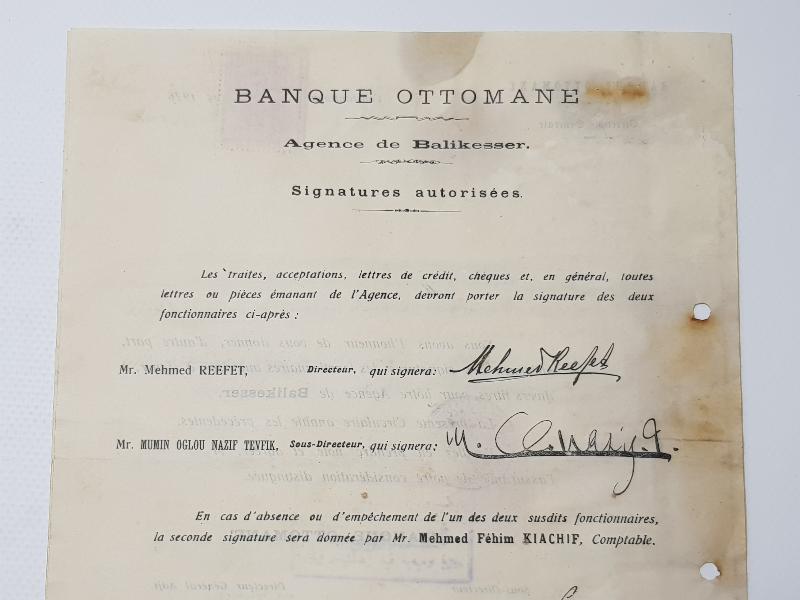 BANQUE OTTOMANE
Agence de Balikesser.
Signatures autorisées.
Les traites, acceptations, lettres de crédit, chèques et, en général, toutes
lettres ou pièces émanant de l'Agence, devront porter la signature des deux
fonctionnaires ci-après :
Mr. Mehmed REEFET, Directeur, qui signera: Mehmed Reefet
Mr. MUMIN OGLOU NAZIF TEVFIK, Sous-Directeur, qui signera: M.
En cas d'absence ou d'empêchement de l'un des deux susdits fonctionnaires,
la seconde signature sera donnée par Mr. Mehmed Féhim KIACHIF, Comptable.